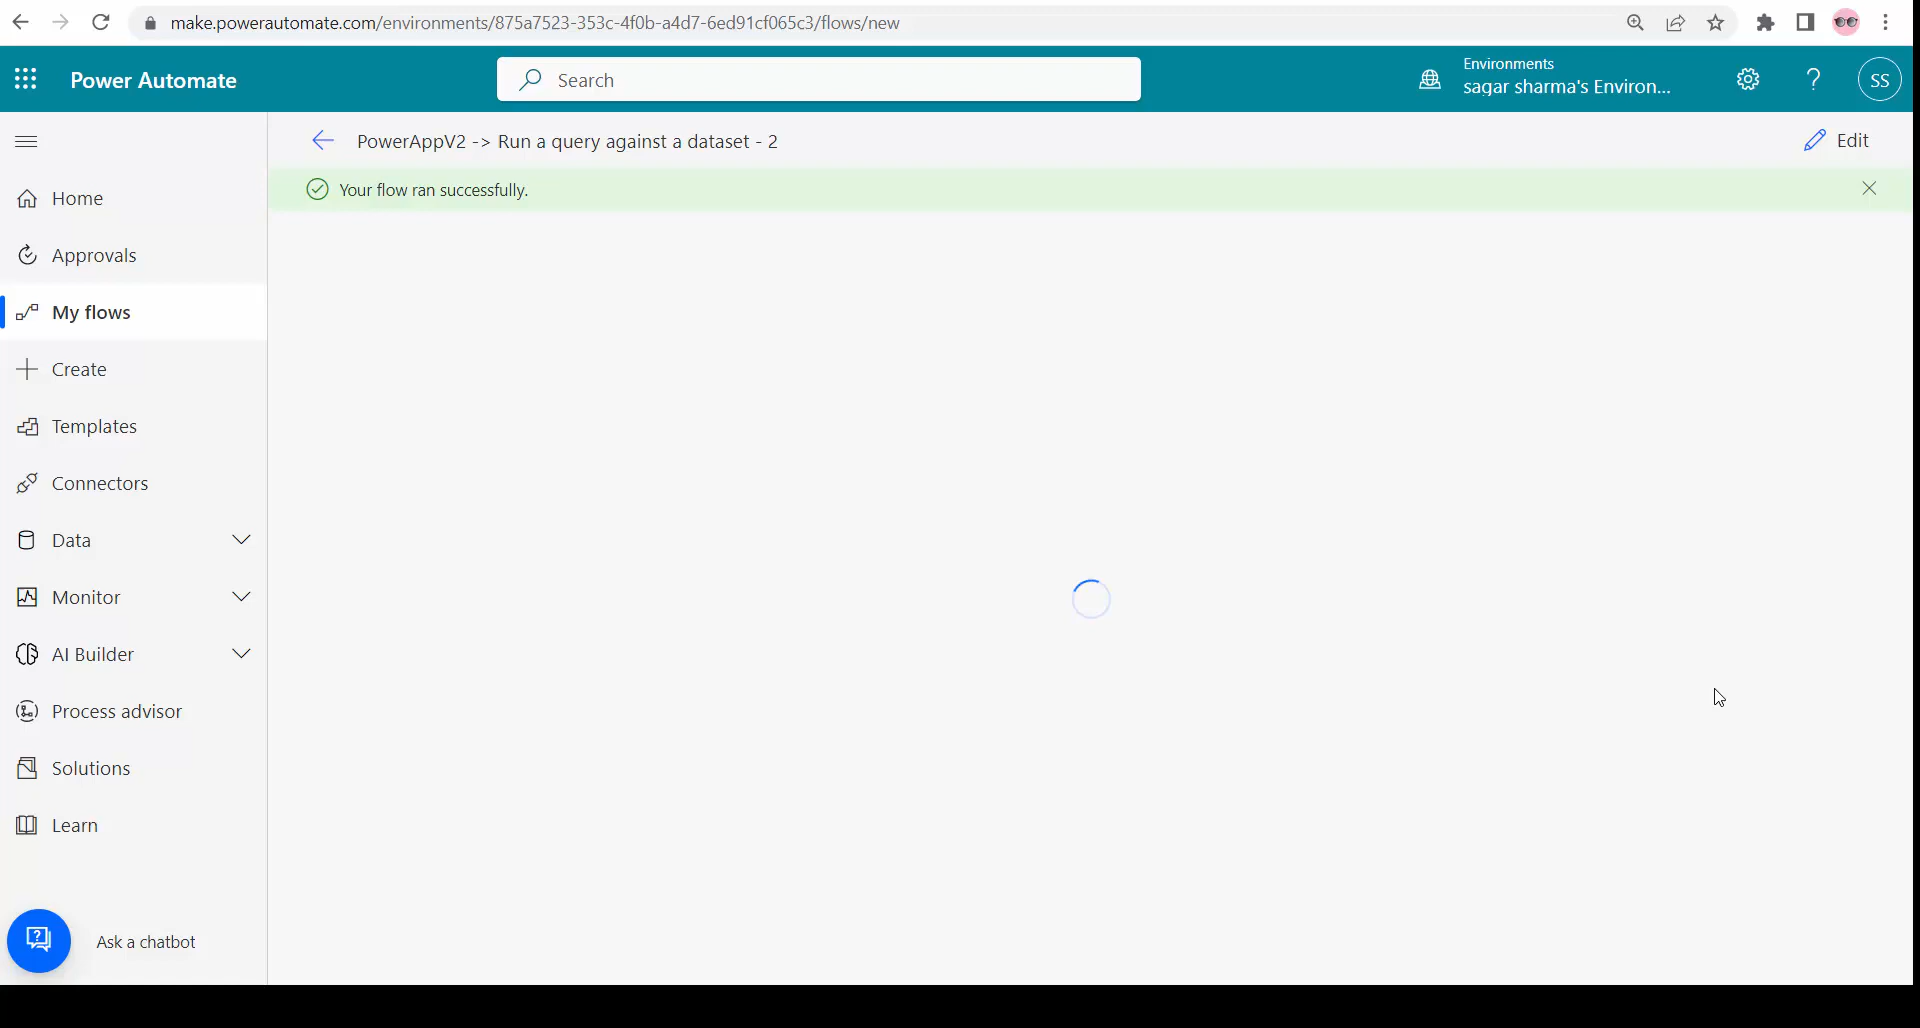 make.powerautomate.com/environments/875a7523-353c-4f0b-a4d7-6ed91cf065c3/flows/new
Power Automate
Search
Environments
sagar sharma's Environ...
?
SS
PowerAppV2 -> Run a query against a dataset - 2
Edit
Your flow ran successfully.
Home
Approvals
My flows
Create
Templates
Connectors
Data
Monitor
AI Builder
Process advisor
Solutions
Learn
Ask a chatbot